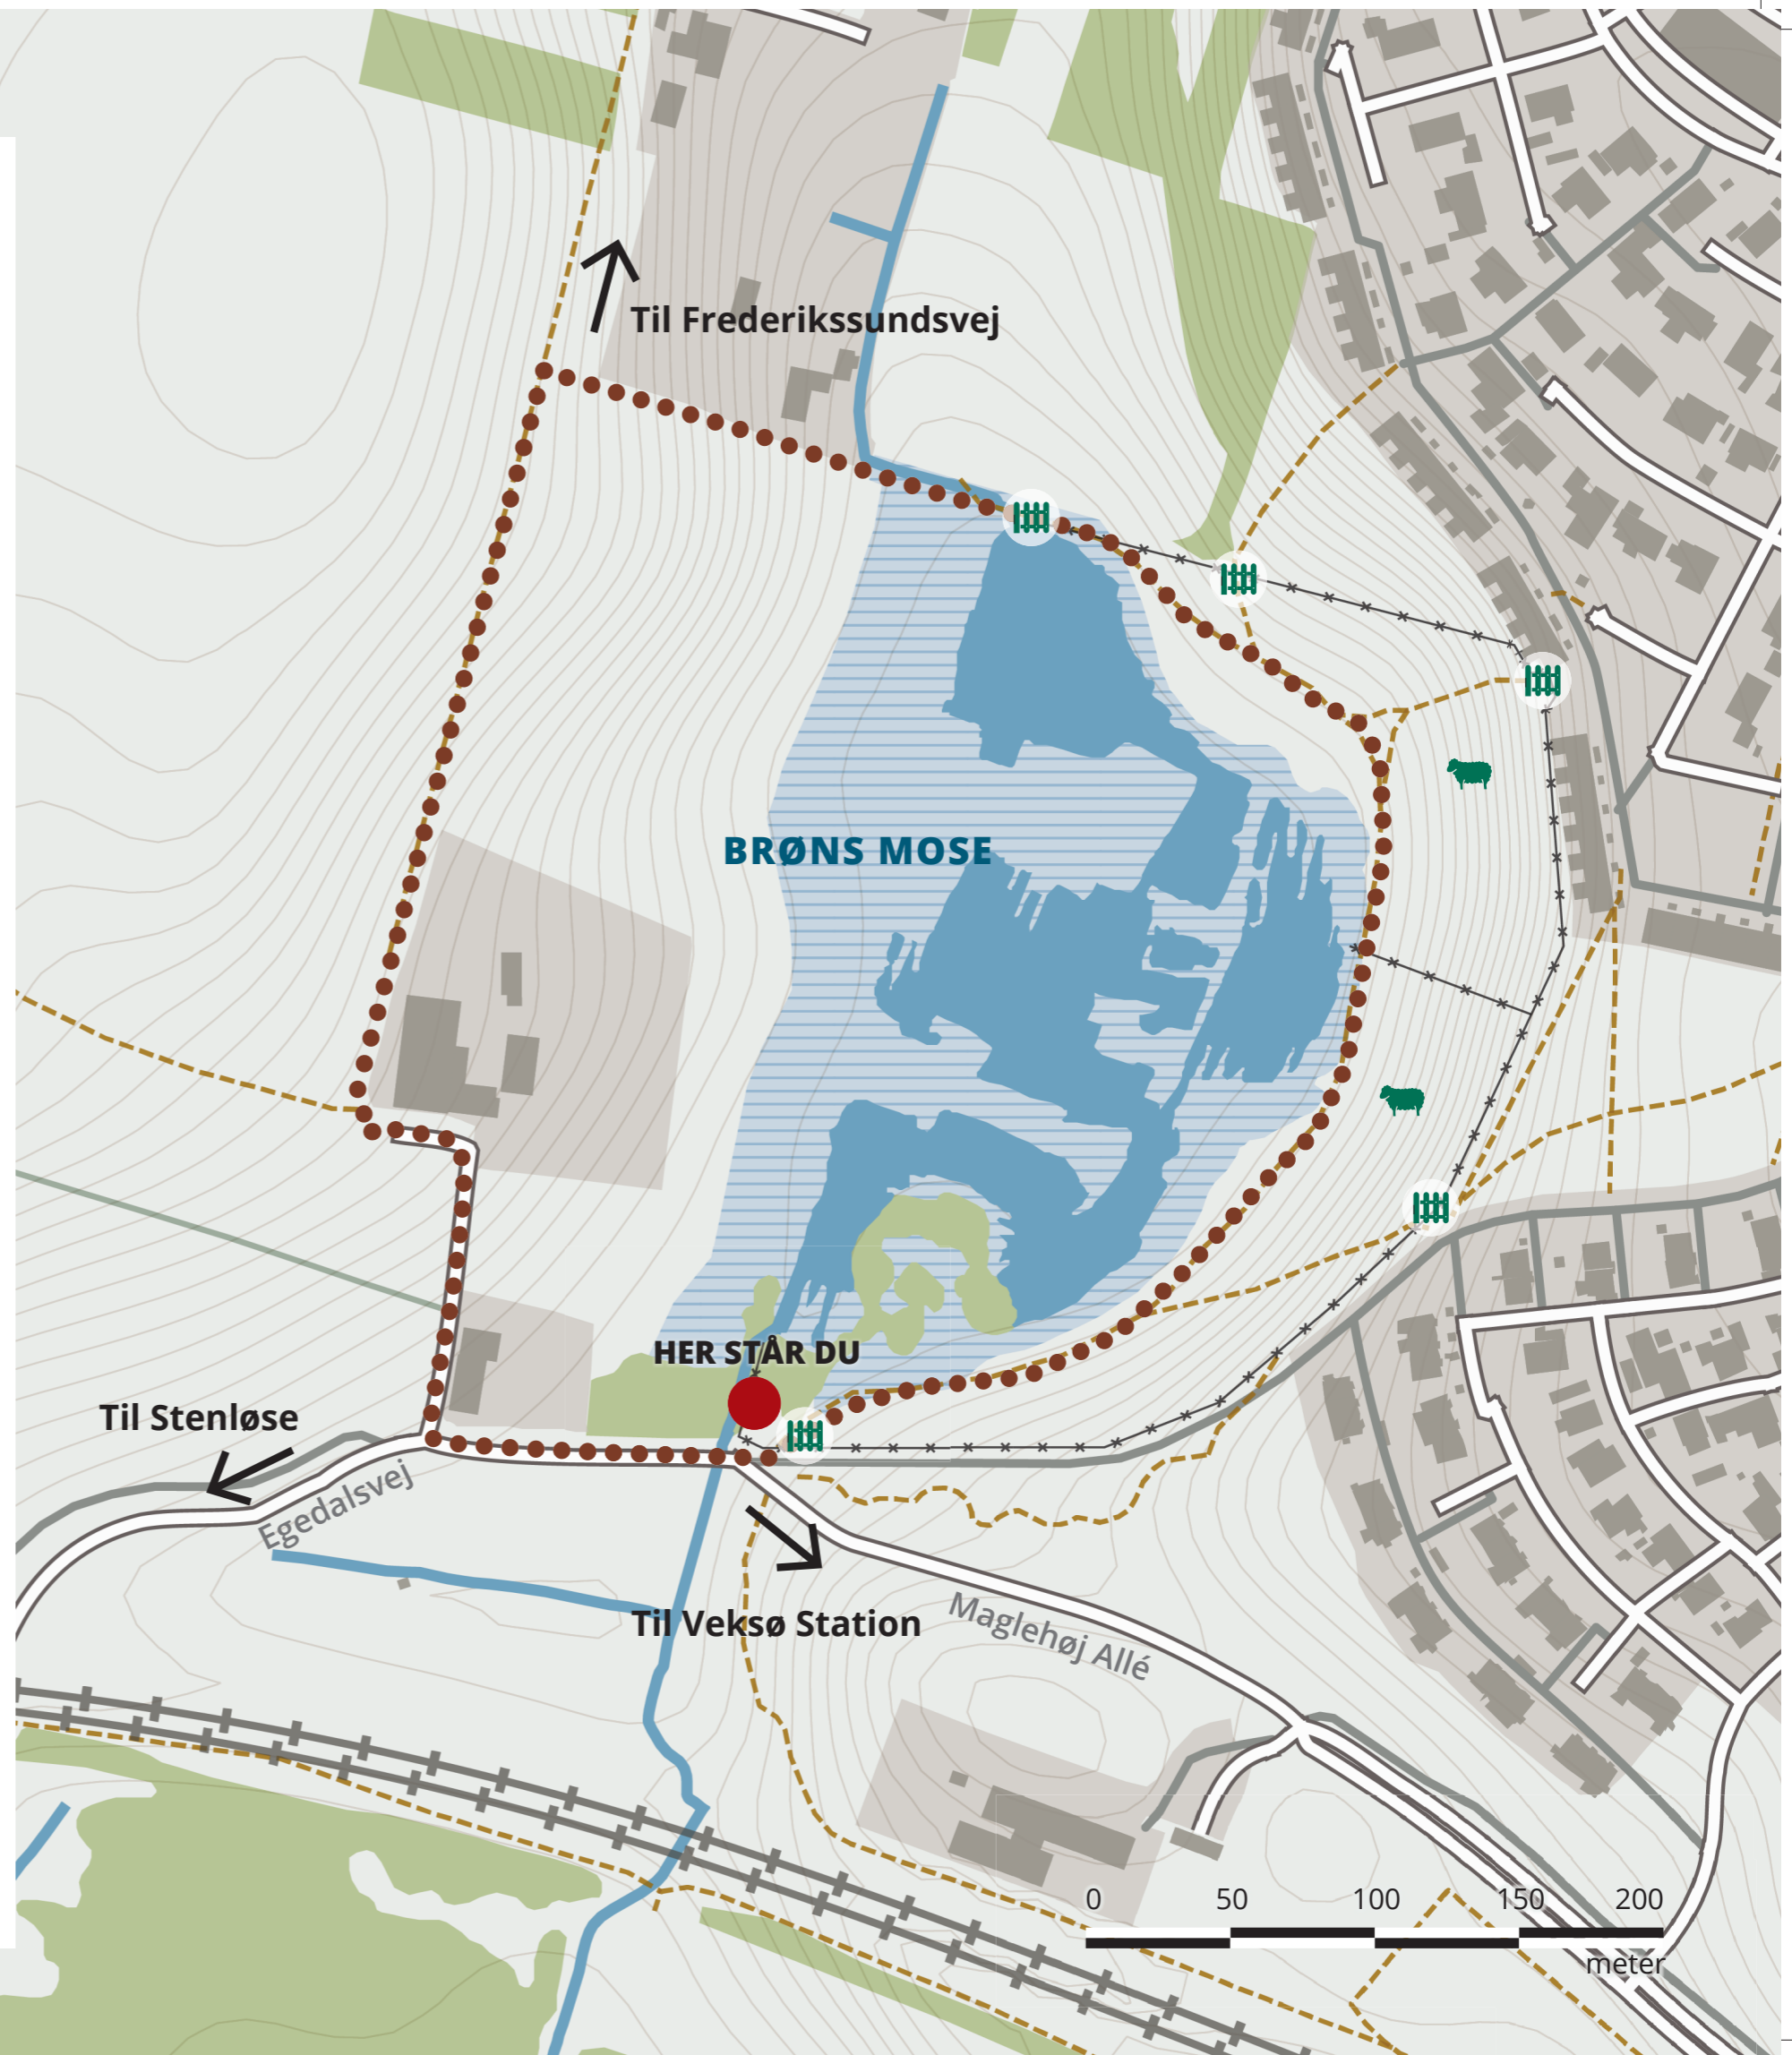 Til Frederikssundsvej
BRØNS MOSE
HER STÅR DU
Til Stenløse
Egedalsvej
Til Veksø Station
Maglehøj Allé
0 50 100 150 200
meter